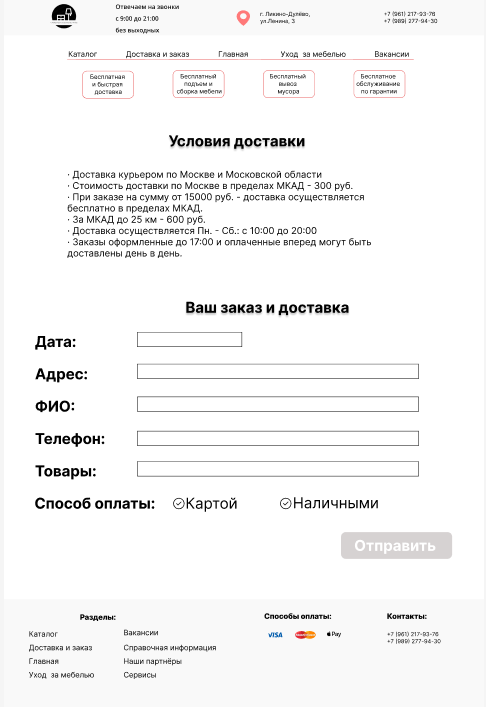 Отвечаем на звонки
с 9:00 до 21:00
без выходных
г. Ликино-Дулёво,
ул.Ленина, 3
+7 (961) 217-93-76
+7 (989) 277-94-30
Каталог Доставка и заказ Главная Уход за мебелью Вакансии
Бесплатная
и быстрая
доставка
Бесплатный
подъем и
сборка мебели
Бесплатный
вывоз
мусора
Бесплатное
обслуживание
по гарантии
Условия доставки
· Доставка курьером по Москве и Московской области
· Стоимость доставки по Москве в пределах МКАД - 300 руб.
· При заказе на сумму от 15000 руб. - доставка осуществляется
бесплатно в пределах МКАД.
· За МКАД до 25 км - 600 руб.
· Доставка осуществляется Пн. - Сб.: с 10:00 до 20:00
· Заказы оформленные до 17:00 и оплаченные вперед могут быть
доставлены день в день.
Ваш заказ и доставка
Дата:
Адрес:
ФИО:
Телефон:
Товары:
Способ оплаты: Картой Наличными
Отправить
Разделы:
Каталог
Доставка и заказ
Главная
Уход за мебелью
Вакансии
Справочная информация
Наши партнёры
Сервисы
Способы оплаты:
VISA Pay
Контакты:
+7 (961) 217-93-76
+7 (989) 277-94-30